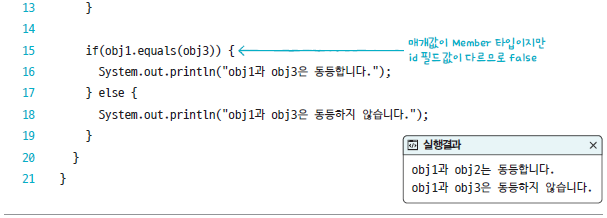 13 }
14
15 if(obj1.equals(obj3)) {
매개값이 Member 타입이지만
id 필드값이 다르므로 false
16 System.out.println("obj1과 obj3은 동등합니다.");
17 } else {
18 System.out.println("obj1과 obj3은 동등하지 않습니다.");
19 }
20 }
21 }
실행결과
obj1과 obj2는 동등합니다.
obj1과 obj3은 동등하지 않습니다.